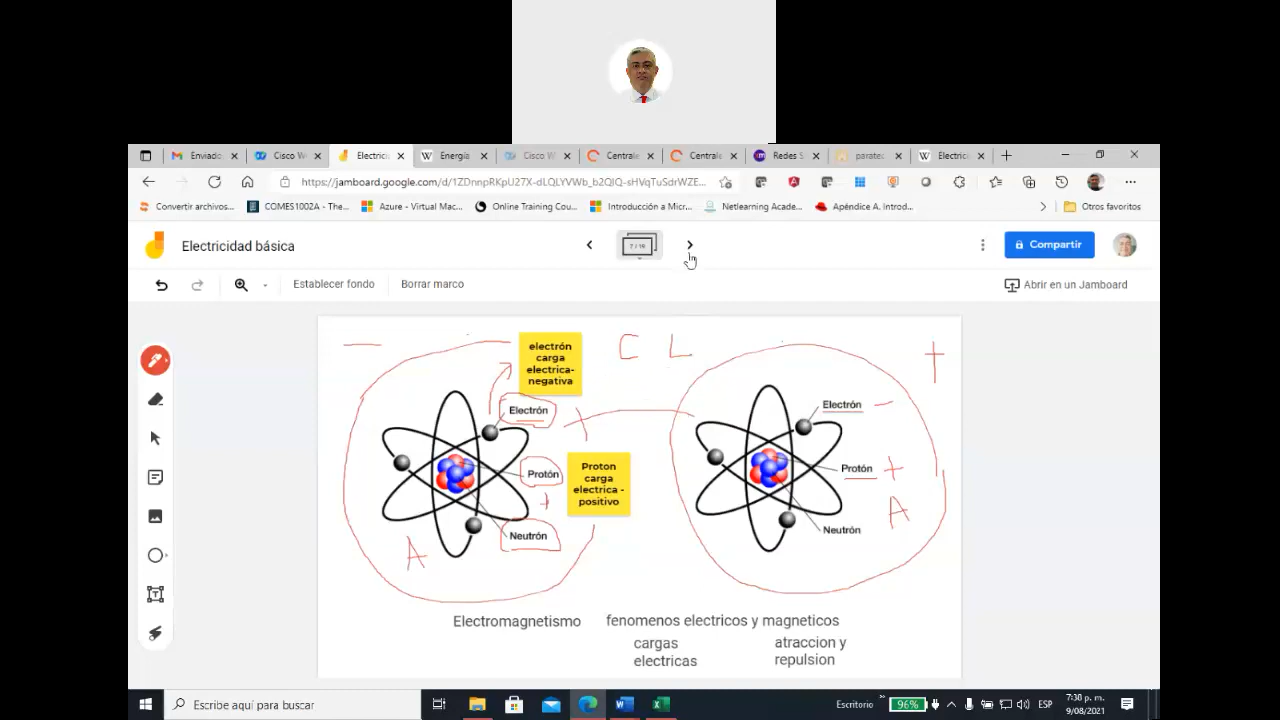 Enviado:
Cisco W
Electrici
Energía
Cisco W
Centrale
Centrale
Redes S
paratec
Electric
https://jamboard.google.com/d/1ZDnnpRKpU27X-dLQLYVWb_b2QIQ-sHVqTuSdrWZE...
Convertir archivos...
COMES1002A - The...
Azure - Virtual Mac...
Online Training Cou...
Introducción a Micr...
Netlearning Acade...
Apéndice A. Introd...
Otros favoritos
Electricidad básica
7 / 19
Compartir
Establecer fondo
Borrar marco
Abrir en un Jamboard
—
electrón
carga
electrica-
negativa
C L
+
Electrón
Electrón —
Protón
+
Proton
carga
electrica -
positivo
Protón +
Neutrón
A
Neutrón
A
Electromagnetismo
fenomenos electricos y magneticos
cargas
electricas
atraccion y
repulsion
Escribe aquí para buscar
Escritorio
96%
ESP
7:38 p. m.
9/08/2021